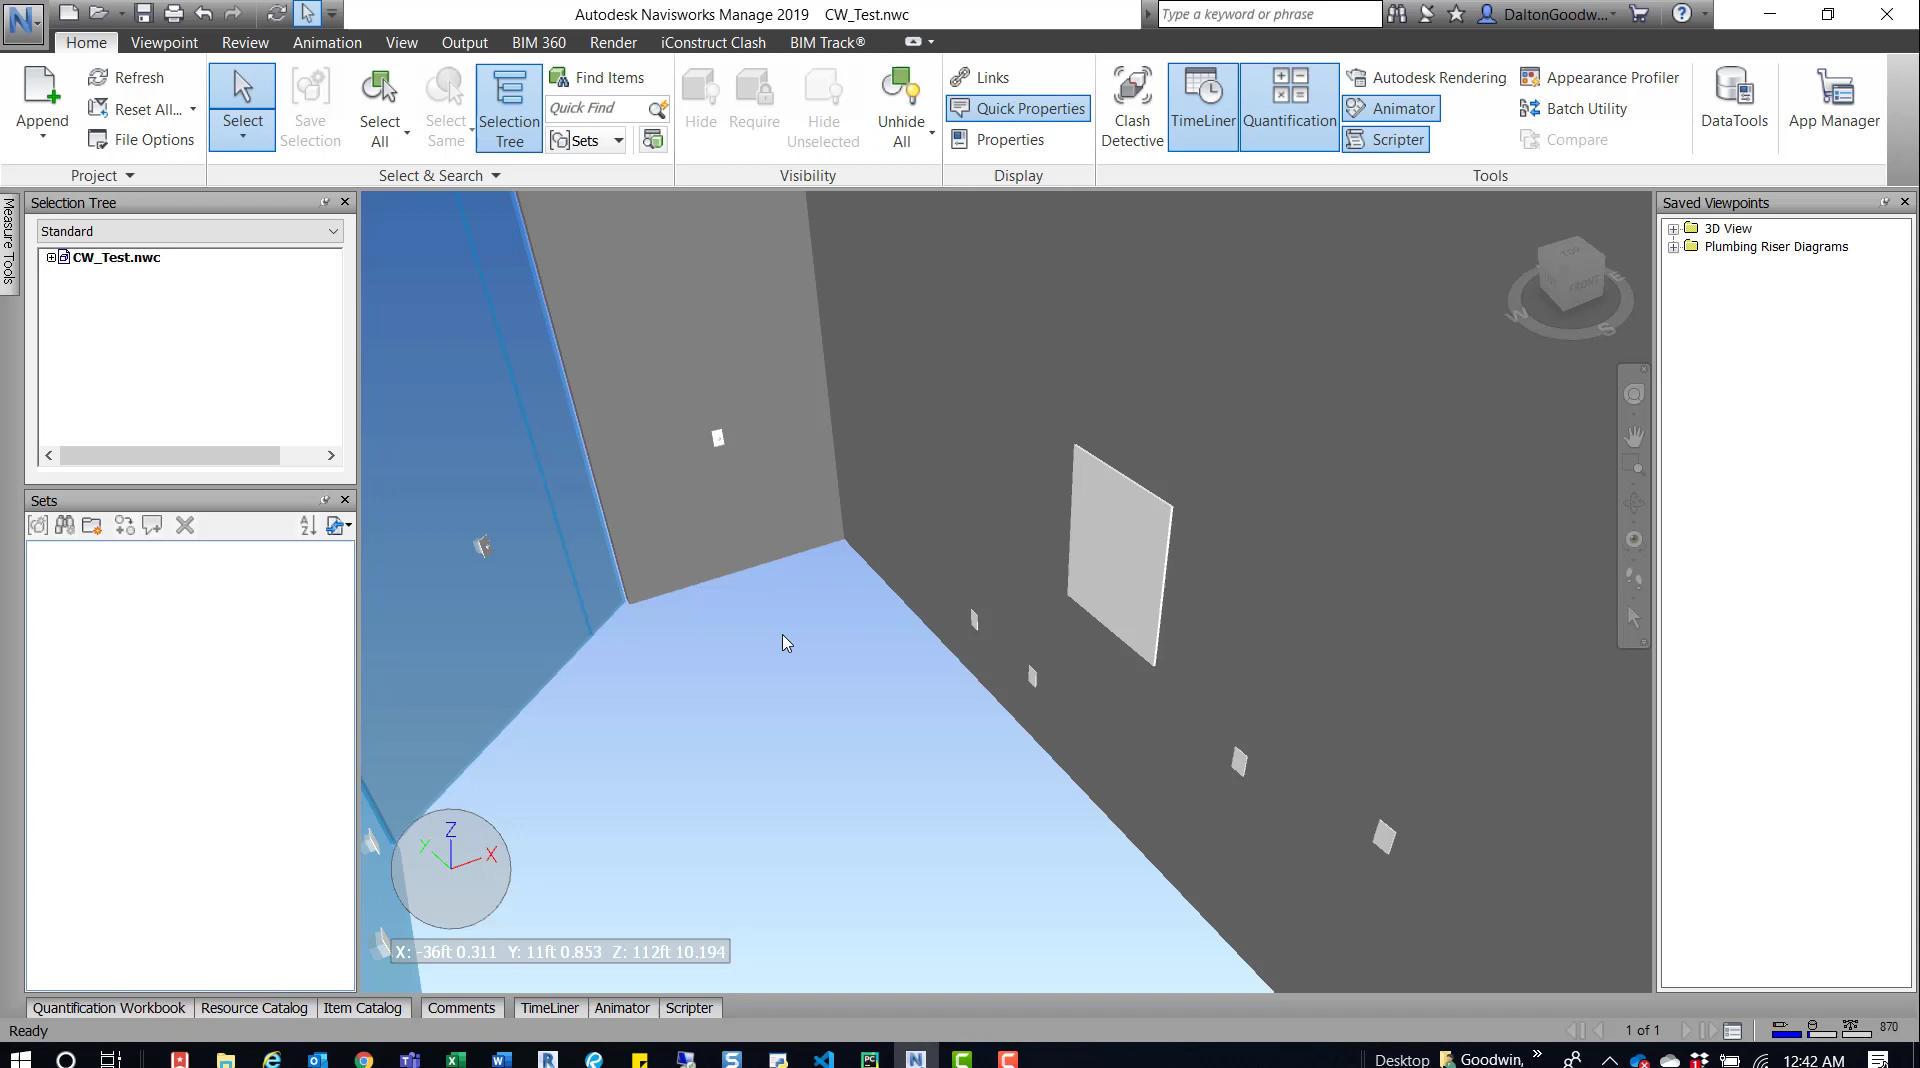 Autodesk Navisworks Manage 2019 CW_Test.nwc
Type a keyword or phrase
DaltonGoodw...
Home Viewpoint Review Animation View Output BIM 360 Render iConstruct Clash BIM Track®
Append
Refresh
Reset All...
File Options
Project
Select
Save Selection
Select All
Select Same
Selection Tree
Find Items
Quick Find
Sets
Select & Search
Hide
Require
Hide Unselected
Unhide All
Visibility
Links
Quick Properties
Properties
Display
Clash Detective
TimeLiner
Quantification
Autodesk Rendering
Animator
Scripter
Appearance Profiler
Batch Utility
Compare
DataTools
App Manager
Tools
Measure Tools
Selection Tree
Standard
CW_Test.nwc
Sets
TOP
FRONT
W
S
E
Z
Y
X
X: -36ft 0.311 Y: 11ft 0.853 Z: 112ft 10.194
Saved Viewpoints
3D View
Plumbing Riser Diagrams
Quantification Workbook Resource Catalog Item Catalog Comments TimeLiner Animator Scripter
Ready
1 of 1
870
Desktop
Goodwin,
12:42 AM